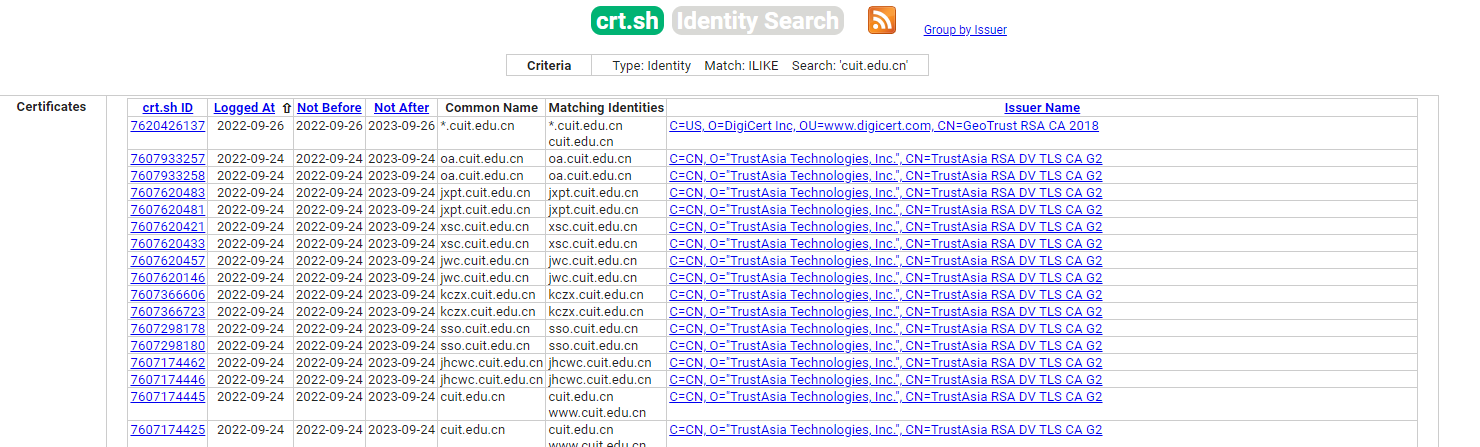 crt.sh Identity Search Group by Issuer
Criteria Type: Identity Match: ILIKE Search: 'cuit.edu.cn'
Certificates crt.sh ID Logged At ⇧ Not Before Not After Common Name Matching Identities Issuer Name
7620426137 2022-09-26 2022-09-26 2023-09-26 *.cuit.edu.cn *.cuit.edu.cn C=US, O=DigiCert Inc, OU=www.digicert.com, CN=GeoTrust RSA CA 2018
cuit.edu.cn
7607933257 2022-09-24 2022-09-24 2023-09-24 oa.cuit.edu.cn oa.cuit.edu.cn C=CN, O="TrustAsia Technologies, Inc.", CN=TrustAsia RSA DV TLS CA G2
7607933258 2022-09-24 2022-09-24 2023-09-24 oa.cuit.edu.cn oa.cuit.edu.cn C=CN, O="TrustAsia Technologies, Inc.", CN=TrustAsia RSA DV TLS CA G2
7607620483 2022-09-24 2022-09-24 2023-09-24 jxpt.cuit.edu.cn jxpt.cuit.edu.cn C=CN, O="TrustAsia Technologies, Inc.", CN=TrustAsia RSA DV TLS CA G2
7607620481 2022-09-24 2022-09-24 2023-09-24 jxpt.cuit.edu.cn jxpt.cuit.edu.cn C=CN, O="TrustAsia Technologies, Inc.", CN=TrustAsia RSA DV TLS CA G2
7607620421 2022-09-24 2022-09-24 2023-09-24 xsc.cuit.edu.cn xsc.cuit.edu.cn C=CN, O="TrustAsia Technologies, Inc.", CN=TrustAsia RSA DV TLS CA G2
7607620433 2022-09-24 2022-09-24 2023-09-24 xsc.cuit.edu.cn xsc.cuit.edu.cn C=CN, O="TrustAsia Technologies, Inc.", CN=TrustAsia RSA DV TLS CA G2
7607620457 2022-09-24 2022-09-24 2023-09-24 jwc.cuit.edu.cn jwc.cuit.edu.cn C=CN, O="TrustAsia Technologies, Inc.", CN=TrustAsia RSA DV TLS CA G2
7607620146 2022-09-24 2022-09-24 2023-09-24 jwc.cuit.edu.cn jwc.cuit.edu.cn C=CN, O="TrustAsia Technologies, Inc.", CN=TrustAsia RSA DV TLS CA G2
7607366606 2022-09-24 2022-09-24 2023-09-24 kczx.cuit.edu.cn kczx.cuit.edu.cn C=CN, O="TrustAsia Technologies, Inc.", CN=TrustAsia RSA DV TLS CA G2
7607366723 2022-09-24 2022-09-24 2023-09-24 kczx.cuit.edu.cn kczx.cuit.edu.cn C=CN, O="TrustAsia Technologies, Inc.", CN=TrustAsia RSA DV TLS CA G2
7607298178 2022-09-24 2022-09-24 2023-09-24 sso.cuit.edu.cn sso.cuit.edu.cn C=CN, O="TrustAsia Technologies, Inc.", CN=TrustAsia RSA DV TLS CA G2
7607298180 2022-09-24 2022-09-24 2023-09-24 sso.cuit.edu.cn sso.cuit.edu.cn C=CN, O="TrustAsia Technologies, Inc.", CN=TrustAsia RSA DV TLS CA G2
7607174462 2022-09-24 2022-09-24 2023-09-24 jhcwc.cuit.edu.cn jhcwc.cuit.edu.cn C=CN, O="TrustAsia Technologies, Inc.", CN=TrustAsia RSA DV TLS CA G2
7607174446 2022-09-24 2022-09-24 2023-09-24 jhcwc.cuit.edu.cn jhcwc.cuit.edu.cn C=CN, O="TrustAsia Technologies, Inc.", CN=TrustAsia RSA DV TLS CA G2
7607174445 2022-09-24 2022-09-24 2023-09-24 cuit.edu.cn cuit.edu.cn C=CN, O="TrustAsia Technologies, Inc.", CN=TrustAsia RSA DV TLS CA G2
www.cuit.edu.cn
7607174425 2022-09-24 2022-09-24 2023-09-24 cuit.edu.cn cuit.edu.cn C=CN, O="TrustAsia Technologies, Inc.", CN=TrustAsia RSA DV TLS CA G2
www.cuit.edu.cn